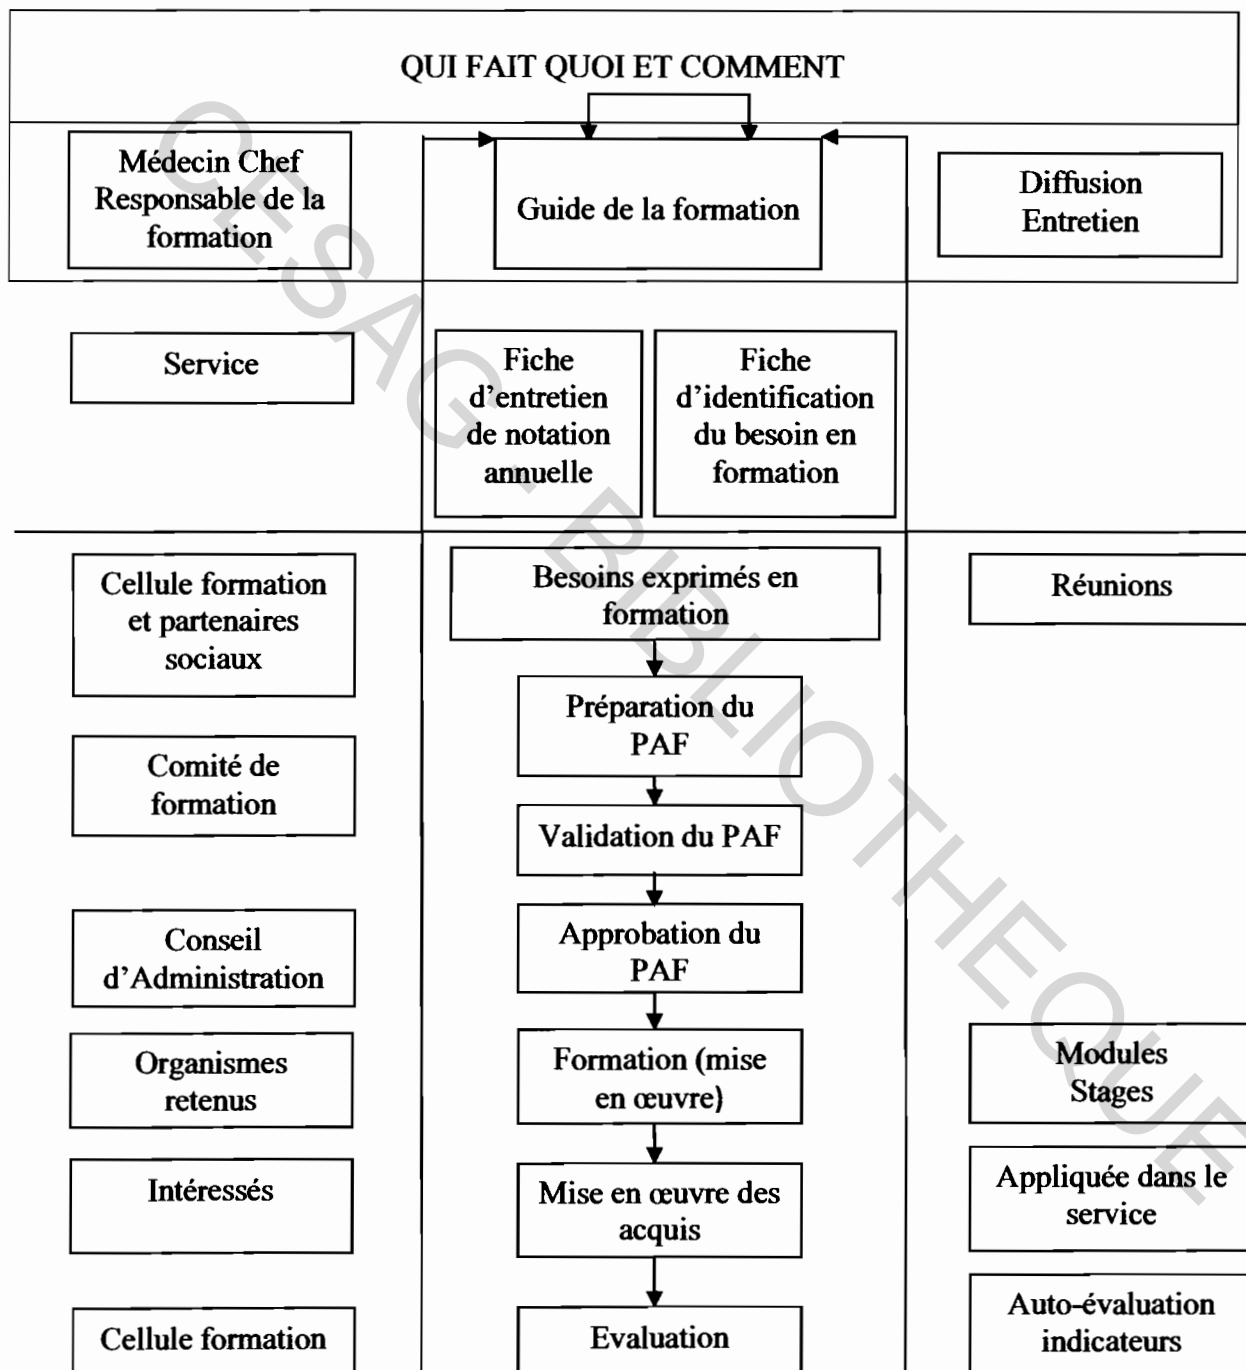 QUI FAIT QUOI ET COMMENT
Médecin Chef
Responsable de la
formation
Guide de la formation
Diffusion
Entretien
Service
Fiche
d'entretien
de notation
annuelle
Fiche
d'identification
du besoin en
formation
Cellule formation
et partenaires
sociaux
Besoins exprimés en
formation
Réunions
Préparation du
PAF
Comité de
formation
Validation du PAF
Conseil
d'Administration
Approbation du
PAF
Organismes
retenus
Formation (mise
en œuvre)
Modules
Stages
Intéressés
Mise en œuvre des
acquis
Appliquée dans le
service
Cellule formation
Evaluation
Auto-évaluation
indicateurs
CESAG - BIBLIOTHEQUE